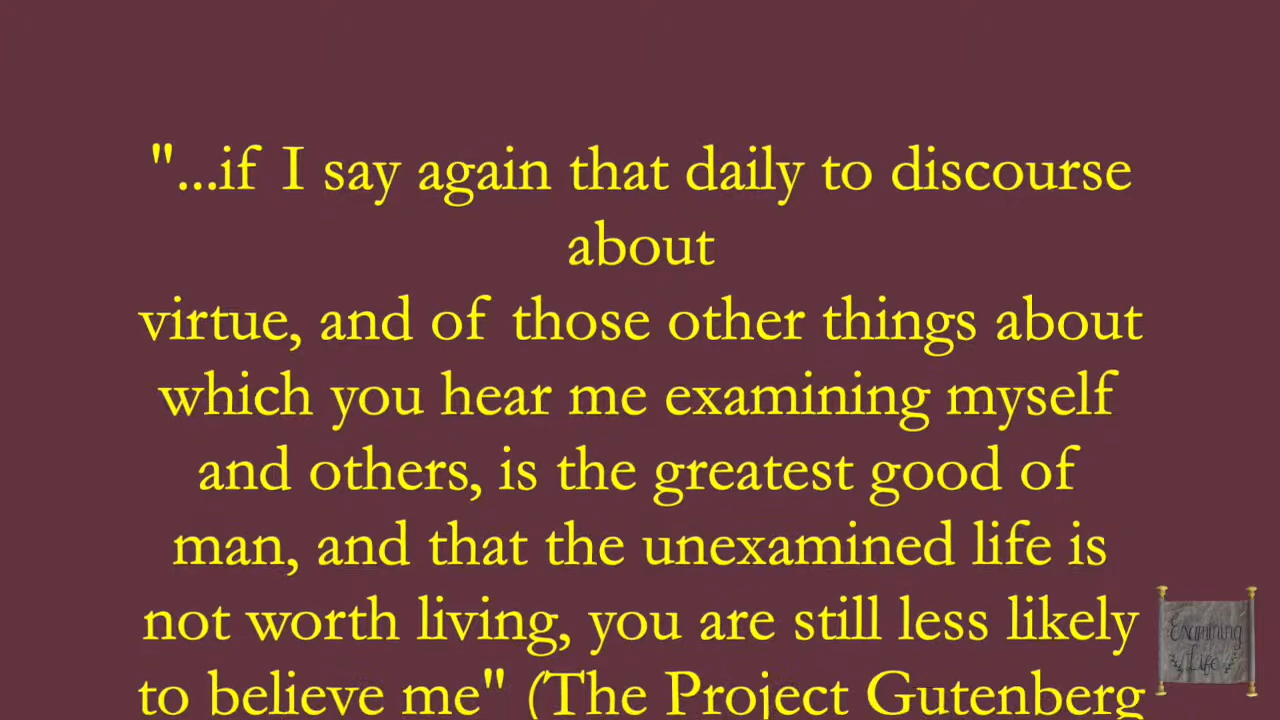 "...if I say again that daily to discourse
about
virtue, and of those other things about
which you hear me examining myself
and others, is the greatest good of
man, and that the unexamined life is
not worth living, you are still less likely
to believe me" (The Project Gutenberg
Examining
Life